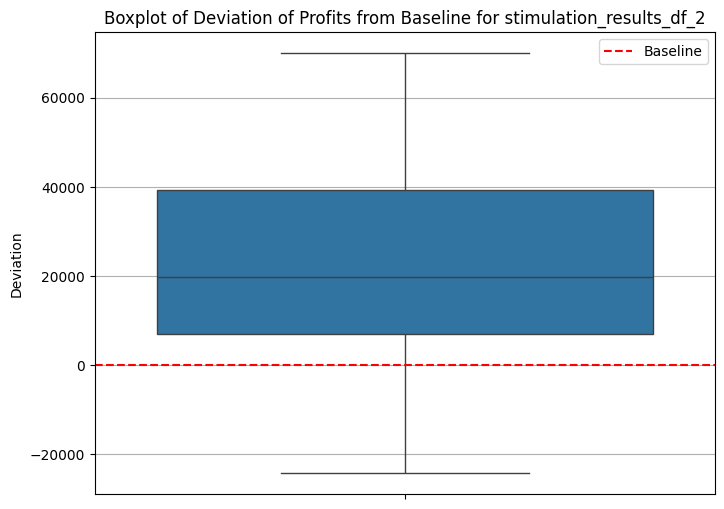 Boxplot of Deviation of Profits from Baseline for stimulation_results_df_2
Baseline
60000
40000
20000
0
−20000
Deviation